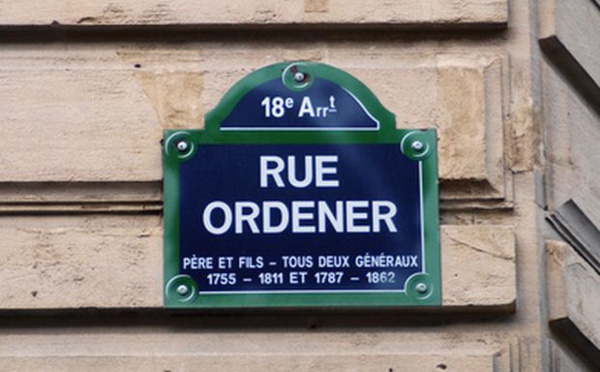 18e Arrt
RUE
ORDENER
PÈRE ET FILS – TOUS DEUX GÉNÉRAUX
1755 – 1811 ET 1787 – 1862